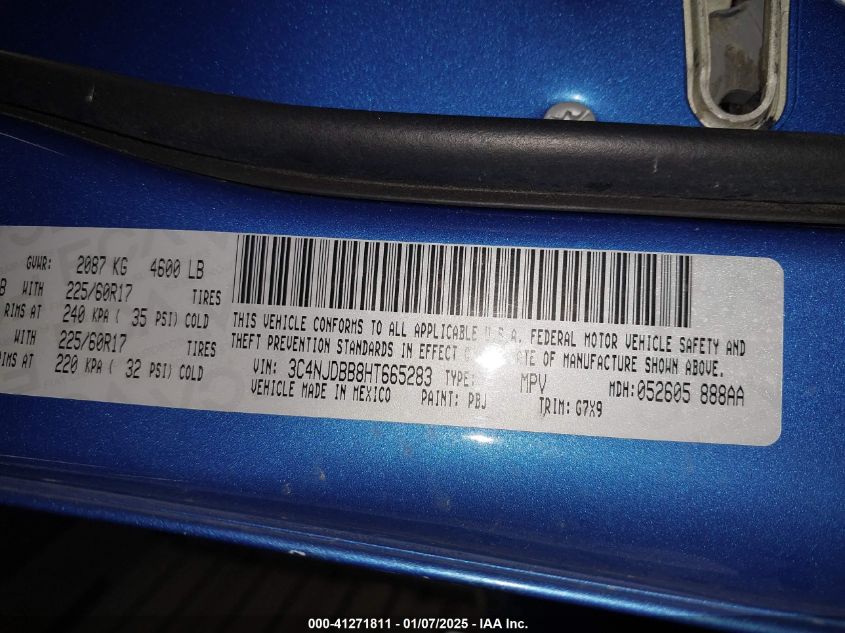 GVWR: 2087 KG 4600 LB
B WITH 225/60R17 TIRES
RIMS AT 240 KPA ( 35 PSI) COLD
WITH 225/60R17 TIRES
RIMS AT 220 KPA ( 32 PSI) COLD
THIS VEHICLE CONFORMS TO ALL APPLICABLE U.S.A. FEDERAL MOTOR VEHICLE SAFETY AND
THEFT PREVENTION STANDARDS IN EFFECT DATE OF MANUFACTURE SHOWN ABOVE.
VIN: 3C4NJDBB8HT665283 TYPE: MPV MDH:052605 888AA
VEHICLE MADE IN MEXICO PAINT: PBJ TRIM: G7X9
000-41271811 - 01/07/2025 - IAA Inc.